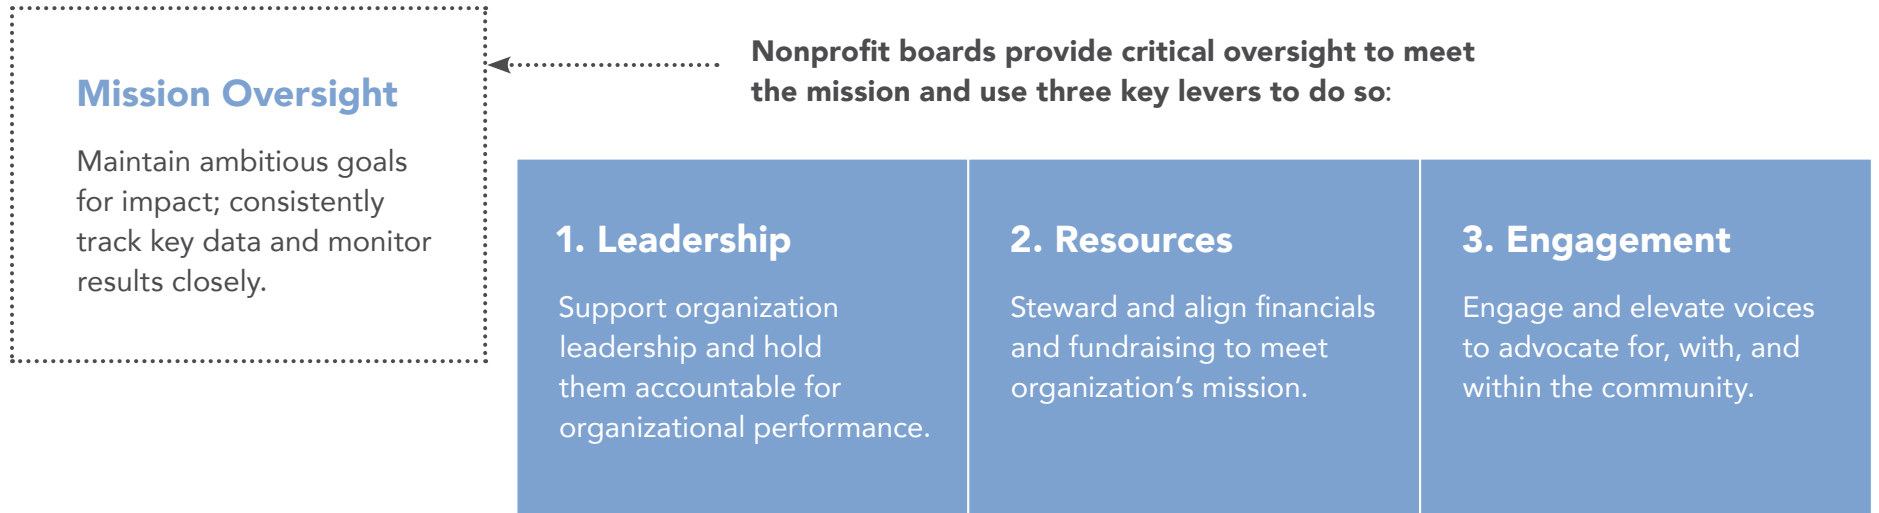 Mission Oversight
Maintain ambitious goals
for impact; consistently
track key data and monitor
results closely.
Nonprofit boards provide critical oversight to meet
the mission and use three key levers to do so:
1. Leadership
Support organization
leadership and hold
them accountable for
organizational performance.
2. Resources
Steward and align financials
and fundraising to meet
organization’s mission.
3. Engagement
Engage and elevate voices
to advocate for, with, and
within the community.